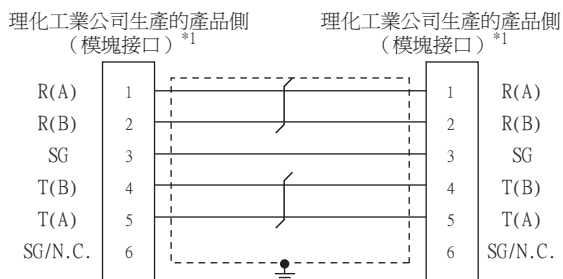 理化工業公司生產的產品側 理化工業公司生產的產品側
（模塊接口）*1 （模塊接口）*1
R(A) 1 1 R(A)
R(B) 2 2 R(B)
SG 3 3 SG
T(B) 4 4 T(B)
T(A) 5 5 T(A)
SG/N.C. 6 6 SG/N.C.